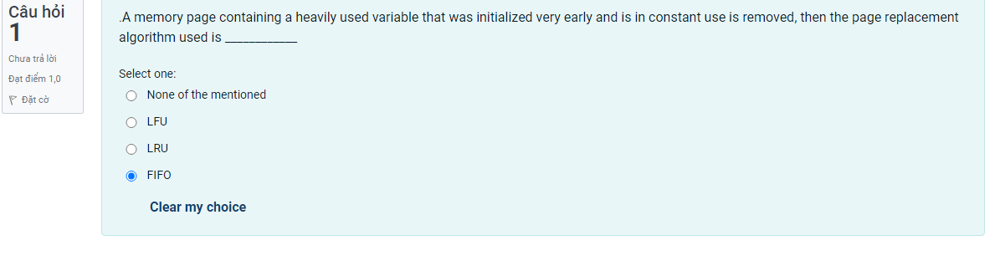 Câu hỏi
1
Chưa trả lời
Đạt điểm 1,0
Đặt cờ
.A memory page containing a heavily used variable that was initialized very early and is in constant use is removed, then the page replacement
algorithm used is ____________
Select one:
None of the mentioned
LFU
LRU
FIFO
Clear my choice